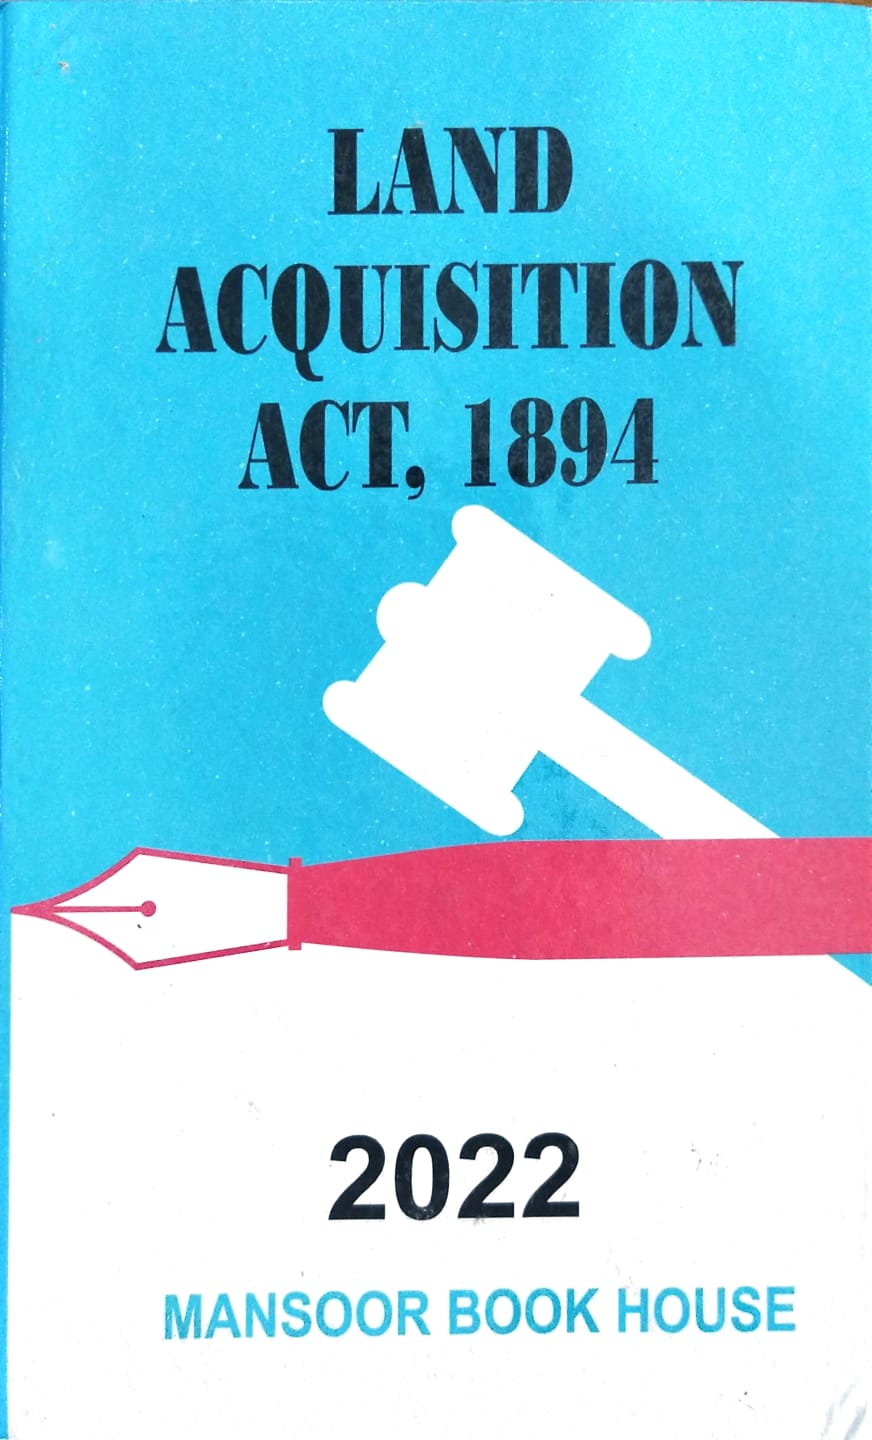 LAND
ACQUISITION
ACT, 1894
2022
MANSOOR BOOK HOUSE